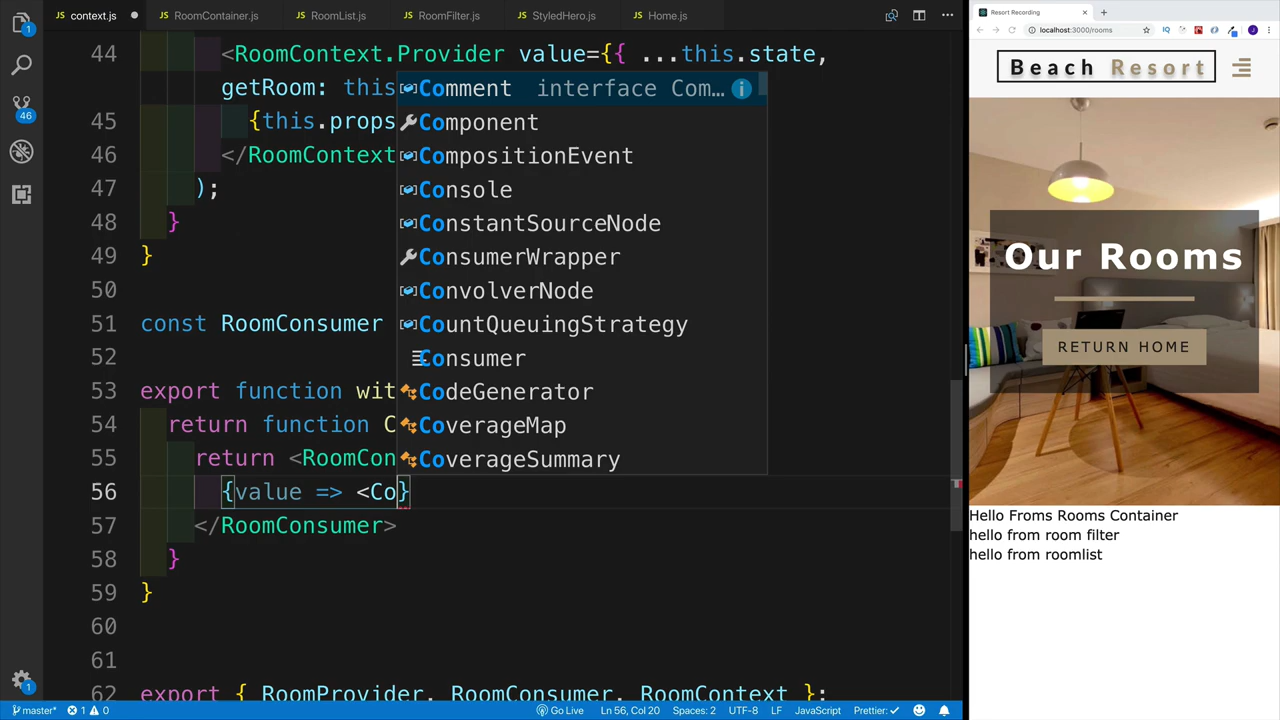 context.js
RoomContainer.js
RoomList.js
RoomFilter.js
StyledHero.js
Home.js
44 <RoomContext.Provider value={{ ...this.state,
getRoom: this
45 {this.props
46 </RoomContext
47 );
48 }
49 }
50
51 const RoomConsumer
52
53 export function wit
54 return function C
55 return <RoomCon
56 {value => <Co}
57 </RoomConsumer>
58 }
59 }
60
61
62 export { RoomProvider, RoomConsumer, RoomContext };
Comment interface Com...
Component
CompositionEvent
Console
ConstantSourceNode
ConsumerWrapper
ConvolverNode
CountQueuingStrategy
Consumer
CodeGenerator
CoverageMap
CoverageSummary
1
46
1
master*
1
0
Go Live
Ln 56, Col 20
Spaces: 2
UTF-8
LF
JavaScript
Prettier: ✓
Resort Recording
localhost:3000/rooms
Beach Resort
Our Rooms
RETURN HOME
Hello Froms Rooms Container
hello from room filter
hello from roomlist